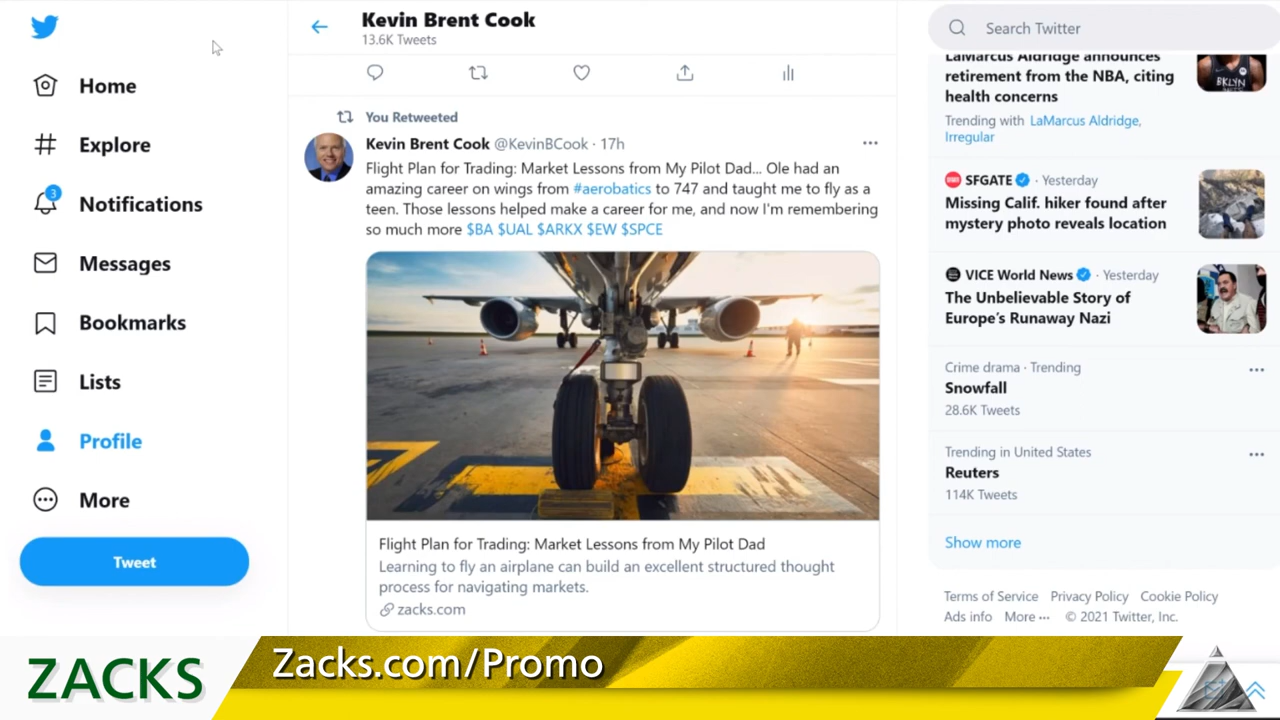 Kevin Brent Cook
13.6K Tweets
Search Twitter
Home
Explore
3
Notifications
Messages
Bookmarks
Lists
Profile
More
Tweet
You Retweeted
Kevin Brent Cook @KevinBCook · 17h
Flight Plan for Trading: Market Lessons from My Pilot Dad... Ole had an
amazing career on wings from #aerobatics to 747 and taught me to fly as a
teen. Those lessons helped make a career for me, and now I'm remembering
so much more $BA $UAL $ARKX $EW $SPCE
Flight Plan for Trading: Market Lessons from My Pilot Dad
Learning to fly an airplane can build an excellent structured thought
process for navigating markets.
zacks.com
LaMarcus Aldridge announces
retirement from the NBA, citing
health concerns
Trending with LaMarcus Aldridge,
Irregular
BKLYN
SFGATE · Yesterday
Missing Calif. hiker found after
mystery photo reveals location
VICE World News · Yesterday
The Unbelievable Story of
Europe's Runaway Nazi
Crime drama · Trending
Snowfall
28.6K Tweets
Trending in United States
Reuters
114K Tweets
Show more
Terms of Service Privacy Policy Cookie Policy
Ads info More ··· © 2021 Twitter, Inc.
ZACKS
Zacks.com/Promo